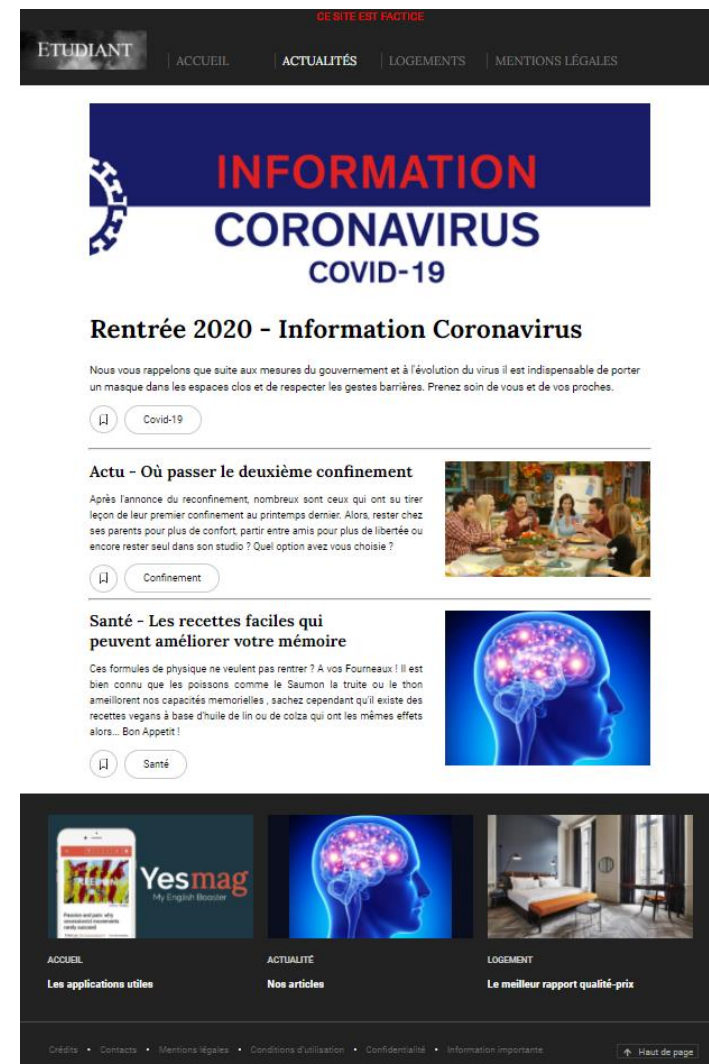 CE SITE EST FACTICE
ETUDIANT
ACCUEIL
ACTUALITÉS
LOGEMENTS
MENTIONS LÉGALES
INFORMATION
CORONAVIRUS
COVID-19
Rentrée 2020 - Information Coronavirus
Nous vous rappelons que suite aux mesures du gouvernement et à l'évolution du virus il est indispensable de porter
un masque dans les espaces clos et de respecter les gestes barrières. Prenez soin de vous et de vos proches.
Covid-19
Actu - Où passer le deuxième confinement
Après l'annonce du reconfinement, nombreux sont ceux qui ont su tirer
leçon de leur premier confinement au printemps dernier. Alors, rester chez
ses parents pour plus de confort, partir entre amis pour plus de libertée ou
encore rester seul dans son studio ? Quel option avez vous choisie ?
Confinement
Santé - Les recettes faciles qui
peuvent améliorer votre mémoire
Ces formules de physique ne veulent pas rentrer ? A vos Fourneaux ! Il est
bien connu que les poissons comme le Saumon la truite ou le thon
ameillorent nos capacités memorielles , sachez cependant qu'il existe des
recettes vegans à base d'huile de lin ou de colza qui ont les mêmes effets
alors... Bon Appetit !
Santé
Yesmag
My English Booster
Passion and pain: why
rarely succeed
ACCUEIL
Les applications utiles
ACTUALITÉ
Nos articles
LOGEMENT
Le meilleur rapport qualité-prix
Crédits • Contacts • Mentions légales • Conditions d'utilisation • Confidentialité • Information importante
Haut de page